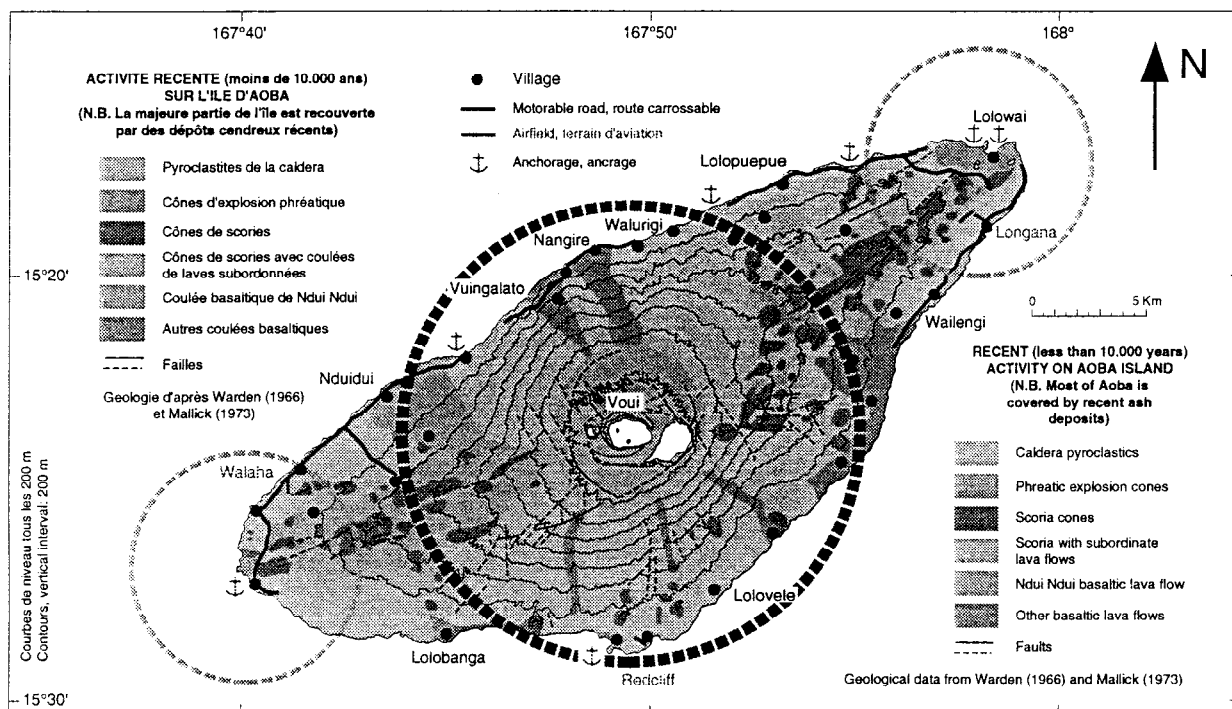 167°40'
167°50'
168°
ACTIVITE RECENTE (moins de 10.000 ans)
SUR L'ILE D'AOBA
(N.B. La majeure partie de l'île est recouverte
par des dépôts cendreux récents)
Pyroclastites de la caldera
Cônes d'explosion phréatique
Cônes de scories
Cônes de scories avec coulées
de laves subordonnées
Coulée basaltique de Ndui Ndui
Autres coulées basaltiques
Failles
Geologie d'après Warden (1966)
et Mallick (1973)
Village
Motorable road, route carrossable
Airfield, terrain d'aviation
Anchorage, ancrage
N
Lolowai
Lolopuepue
Walurigi
Nangire
Longana
15°20'
15°20'
Vuingalato
0 5 Km
Wailengi
Nduidui
Voui
Walaha
Lolovele
Lolobanga
Redcliff
RECENT (less than 10.000 years)
ACTIVITY ON AOBA ISLAND
(N.B. Most of Aoba is
covered by recent ash
deposits)
Caldera pyroclastics
Phreatic explosion cones
Scoria cones
Scoria with subordinate
lava flows
Ndui Ndui basaltic lava flow
Other basaltic lava flows
Faults
Geological data from Warden (1966) and Mallick (1973)
Courbes de niveau tous les 200 m
Contours, vertical interval: 200 m
15°30'
15°30'